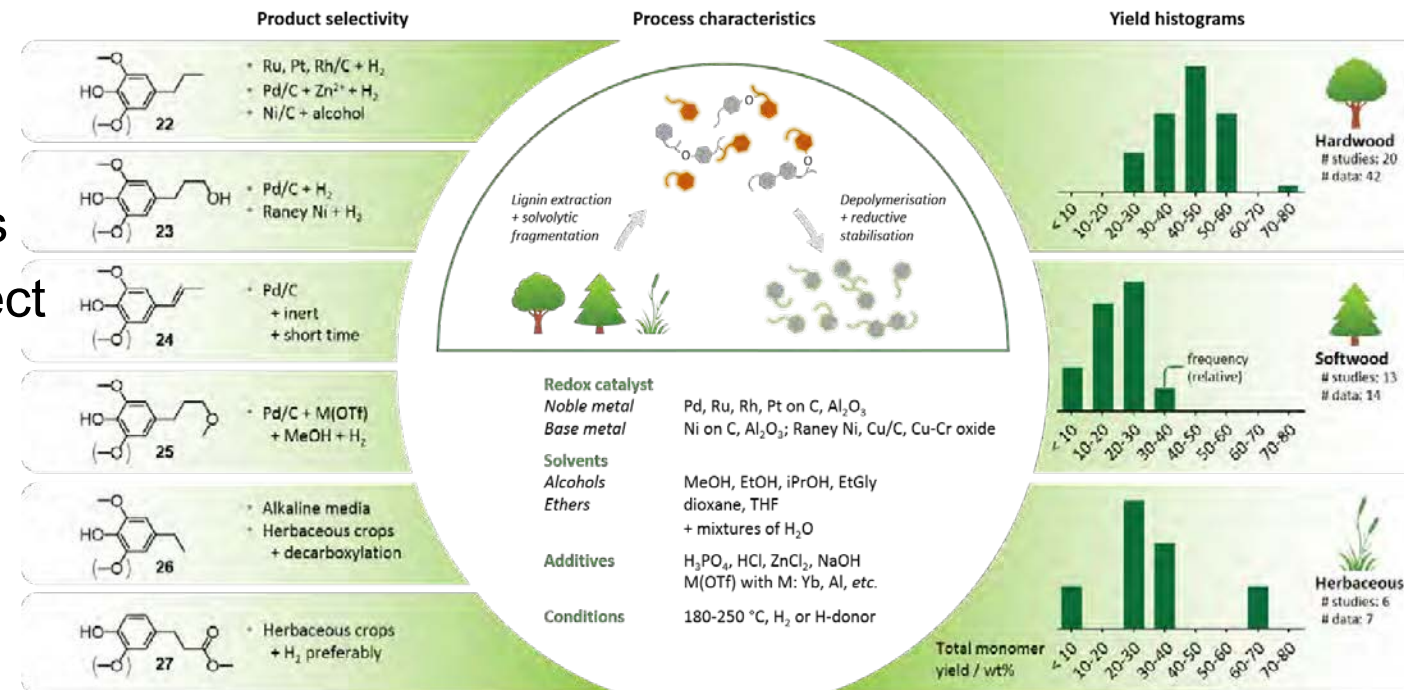 Product selectivity
Process characteristics
Yield histograms
s
ect
O
HO
(O)
22
• Ru, Pt, Rh/C + H₂
• Pd/C + Zn²⁺ + H₂
• Ni/C + alcohol
O
HO
OH
(O)
23
• Pd/C + H₂
• Raney Ni + H₂
O
HO
(O)
24
• Pd/C
+ inert
+ short time
O
HO
O
(O)
25
• Pd/C + M(OTf)
+ MeOH + H₂
O
HO
(O)
26
• Alkaline media
• Herbaceous crops
+ decarboxylation
HO
O
O
(O)
27
• Herbaceous crops
+ H₂ preferably
O
O
O
Lignin extraction
+ solvolytic
fragmentation
Depolymerisation
+ reductive
stabilisation
Redox catalyst
Noble metal Pd, Ru, Rh, Pt on C, Al₂O₃
Base metal Ni on C, Al₂O₃; Raney Ni, Cu/C, Cu-Cr oxide
Solvents
Alcohols MeOH, EtOH, iPrOH, EtGly
Ethers dioxane, THF
+ mixtures of H₂O
Additives H₃PO₄, HCl, ZnCl₂, NaOH
M(OTf) with M: Yb, Al, etc.
Conditions 180-250 °C, H₂ or H-donor
< 10 10-20 20-30 30-40 40-50 50-60 60-70 70-80
Hardwood
# studies: 20
# data: 42
frequency
(relative)
< 10 10-20 20-30 30-40 40-50 50-60 60-70 70-80
Softwood
# studies: 13
# data: 14
Total monomer
yield / wt%
< 10 10-20 20-30 30-40 40-50 50-60 60-70 70-80
Herbaceous
# studies: 6
# data: 7